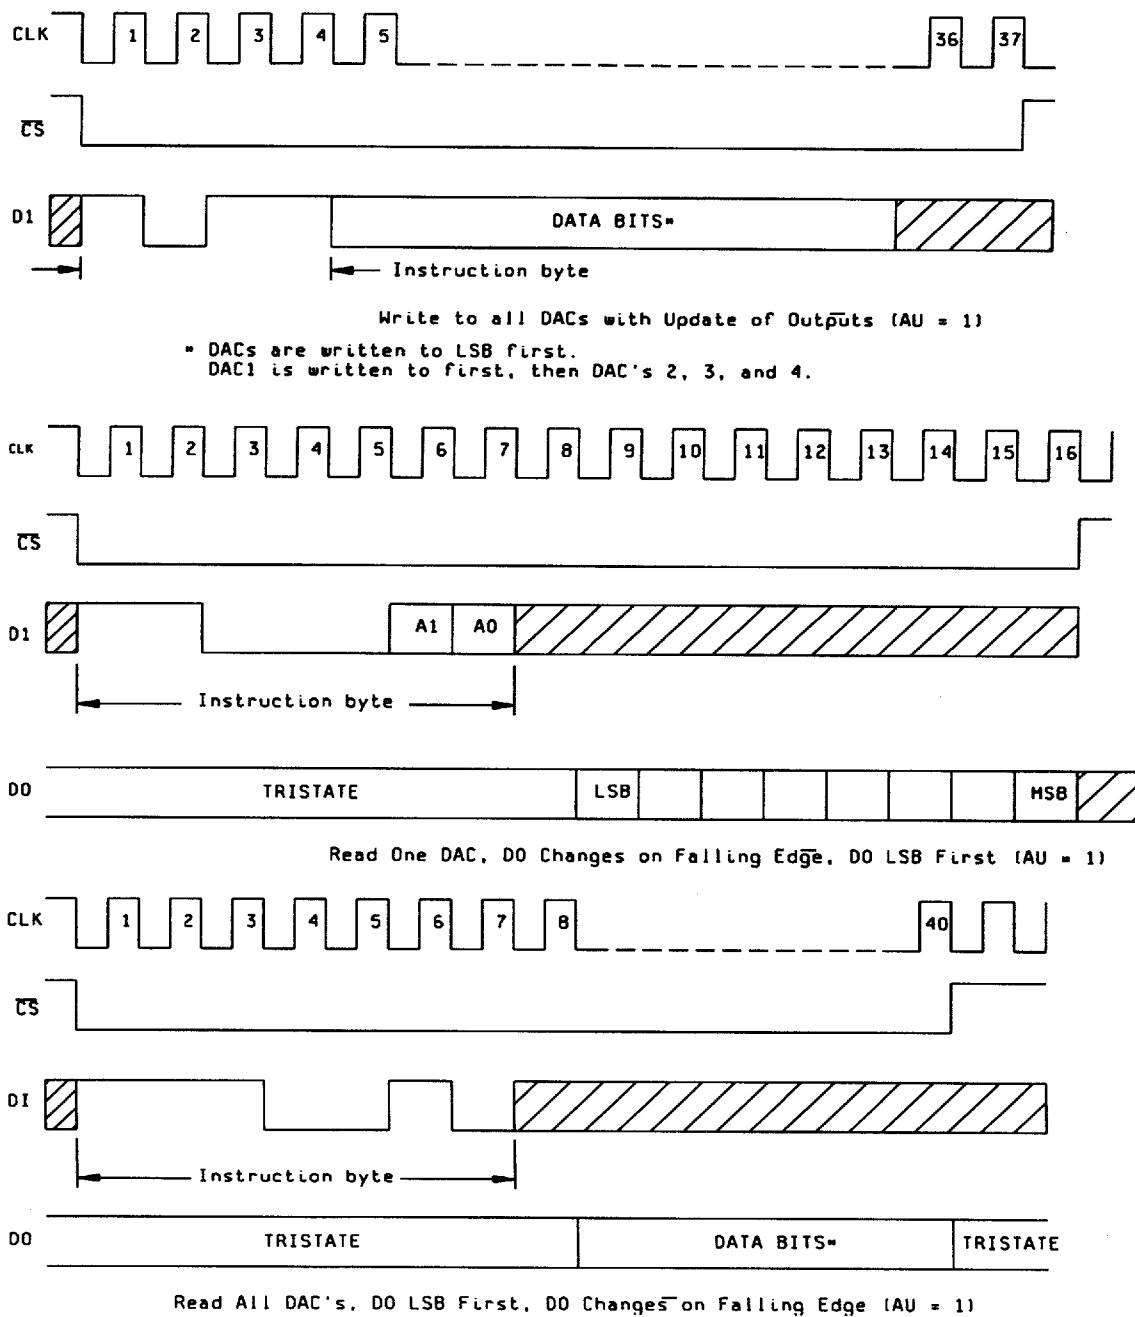 CLK 1 2 3 4 5 36 37
CS
D1 DATA BITS*
Instruction byte
Write to all DACs with Update of Outputs (AU = 1)
* DACs are written to LSB first.
DAC1 is written to first, then DAC's 2, 3, and 4.
CLK 1 2 3 4 5 6 7 8 9 10 11 12 13 14 15 16
CS
D1 A1 A0
Instruction byte
DO TRISTATE LSB MSB
Read One DAC, DO Changes on Falling Edge, DO LSB First (AU = 1)
CLK 1 2 3 4 5 6 7 8 40
CS
DI
Instruction byte
DO TRISTATE DATA BITS* TRISTATE
Read All DAC's, DO LSB First, DO Changes on Falling Edge (AU = 1)